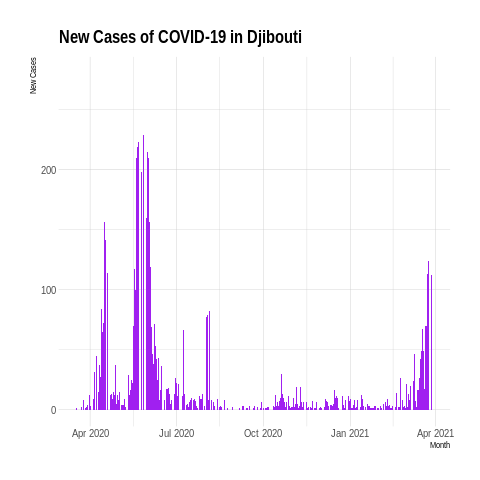 New Cases of COVID-19 in Djibouti
New Cases
200
100
0
Apr 2020 Jul 2020 Oct 2020 Jan 2021 Apr 2021
Month